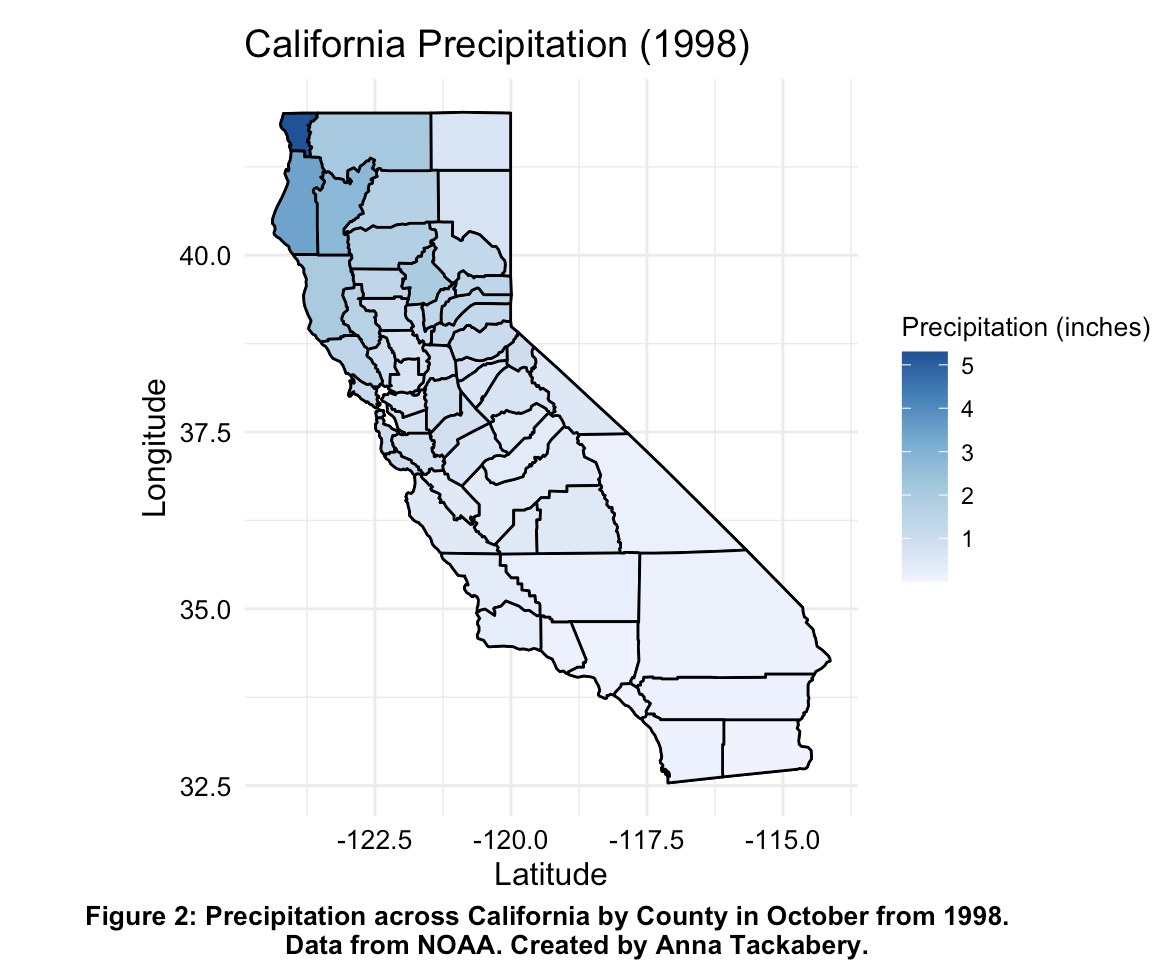 California Precipitation (1998)
Longitude
40.0
37.5
35.0
32.5
-122.5 -120.0 -117.5 -115.0
Latitude
Precipitation (inches)
5
4
3
2
1
Figure 2: Precipitation across California by County in October from 1998.
Data from NOAA. Created by Anna Tackabery.